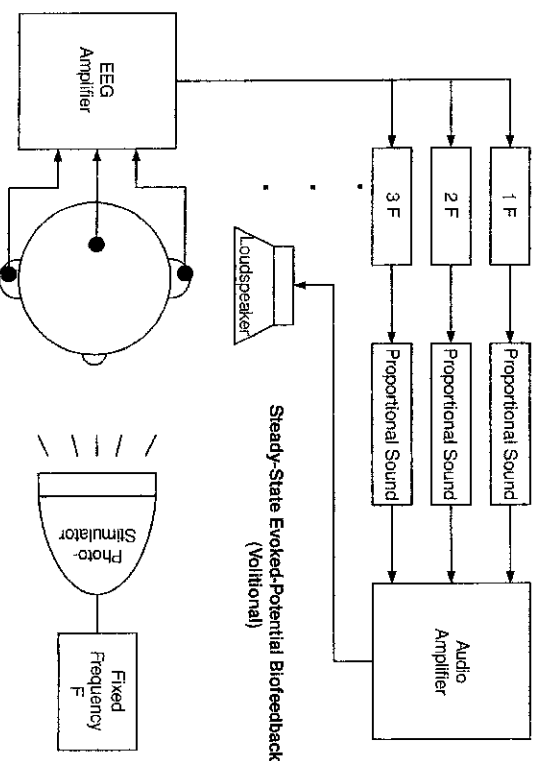 EEG
Amplifier
1 F
2 F
3 F
Proportional Sound
Proportional Sound
Proportional Sound
Audio
Amplifier
Loudspeaker
Steady-State Evoked-Potential Biofeedback
(Volitional)
Photo-
Stimulator
Fixed
Frequency
F